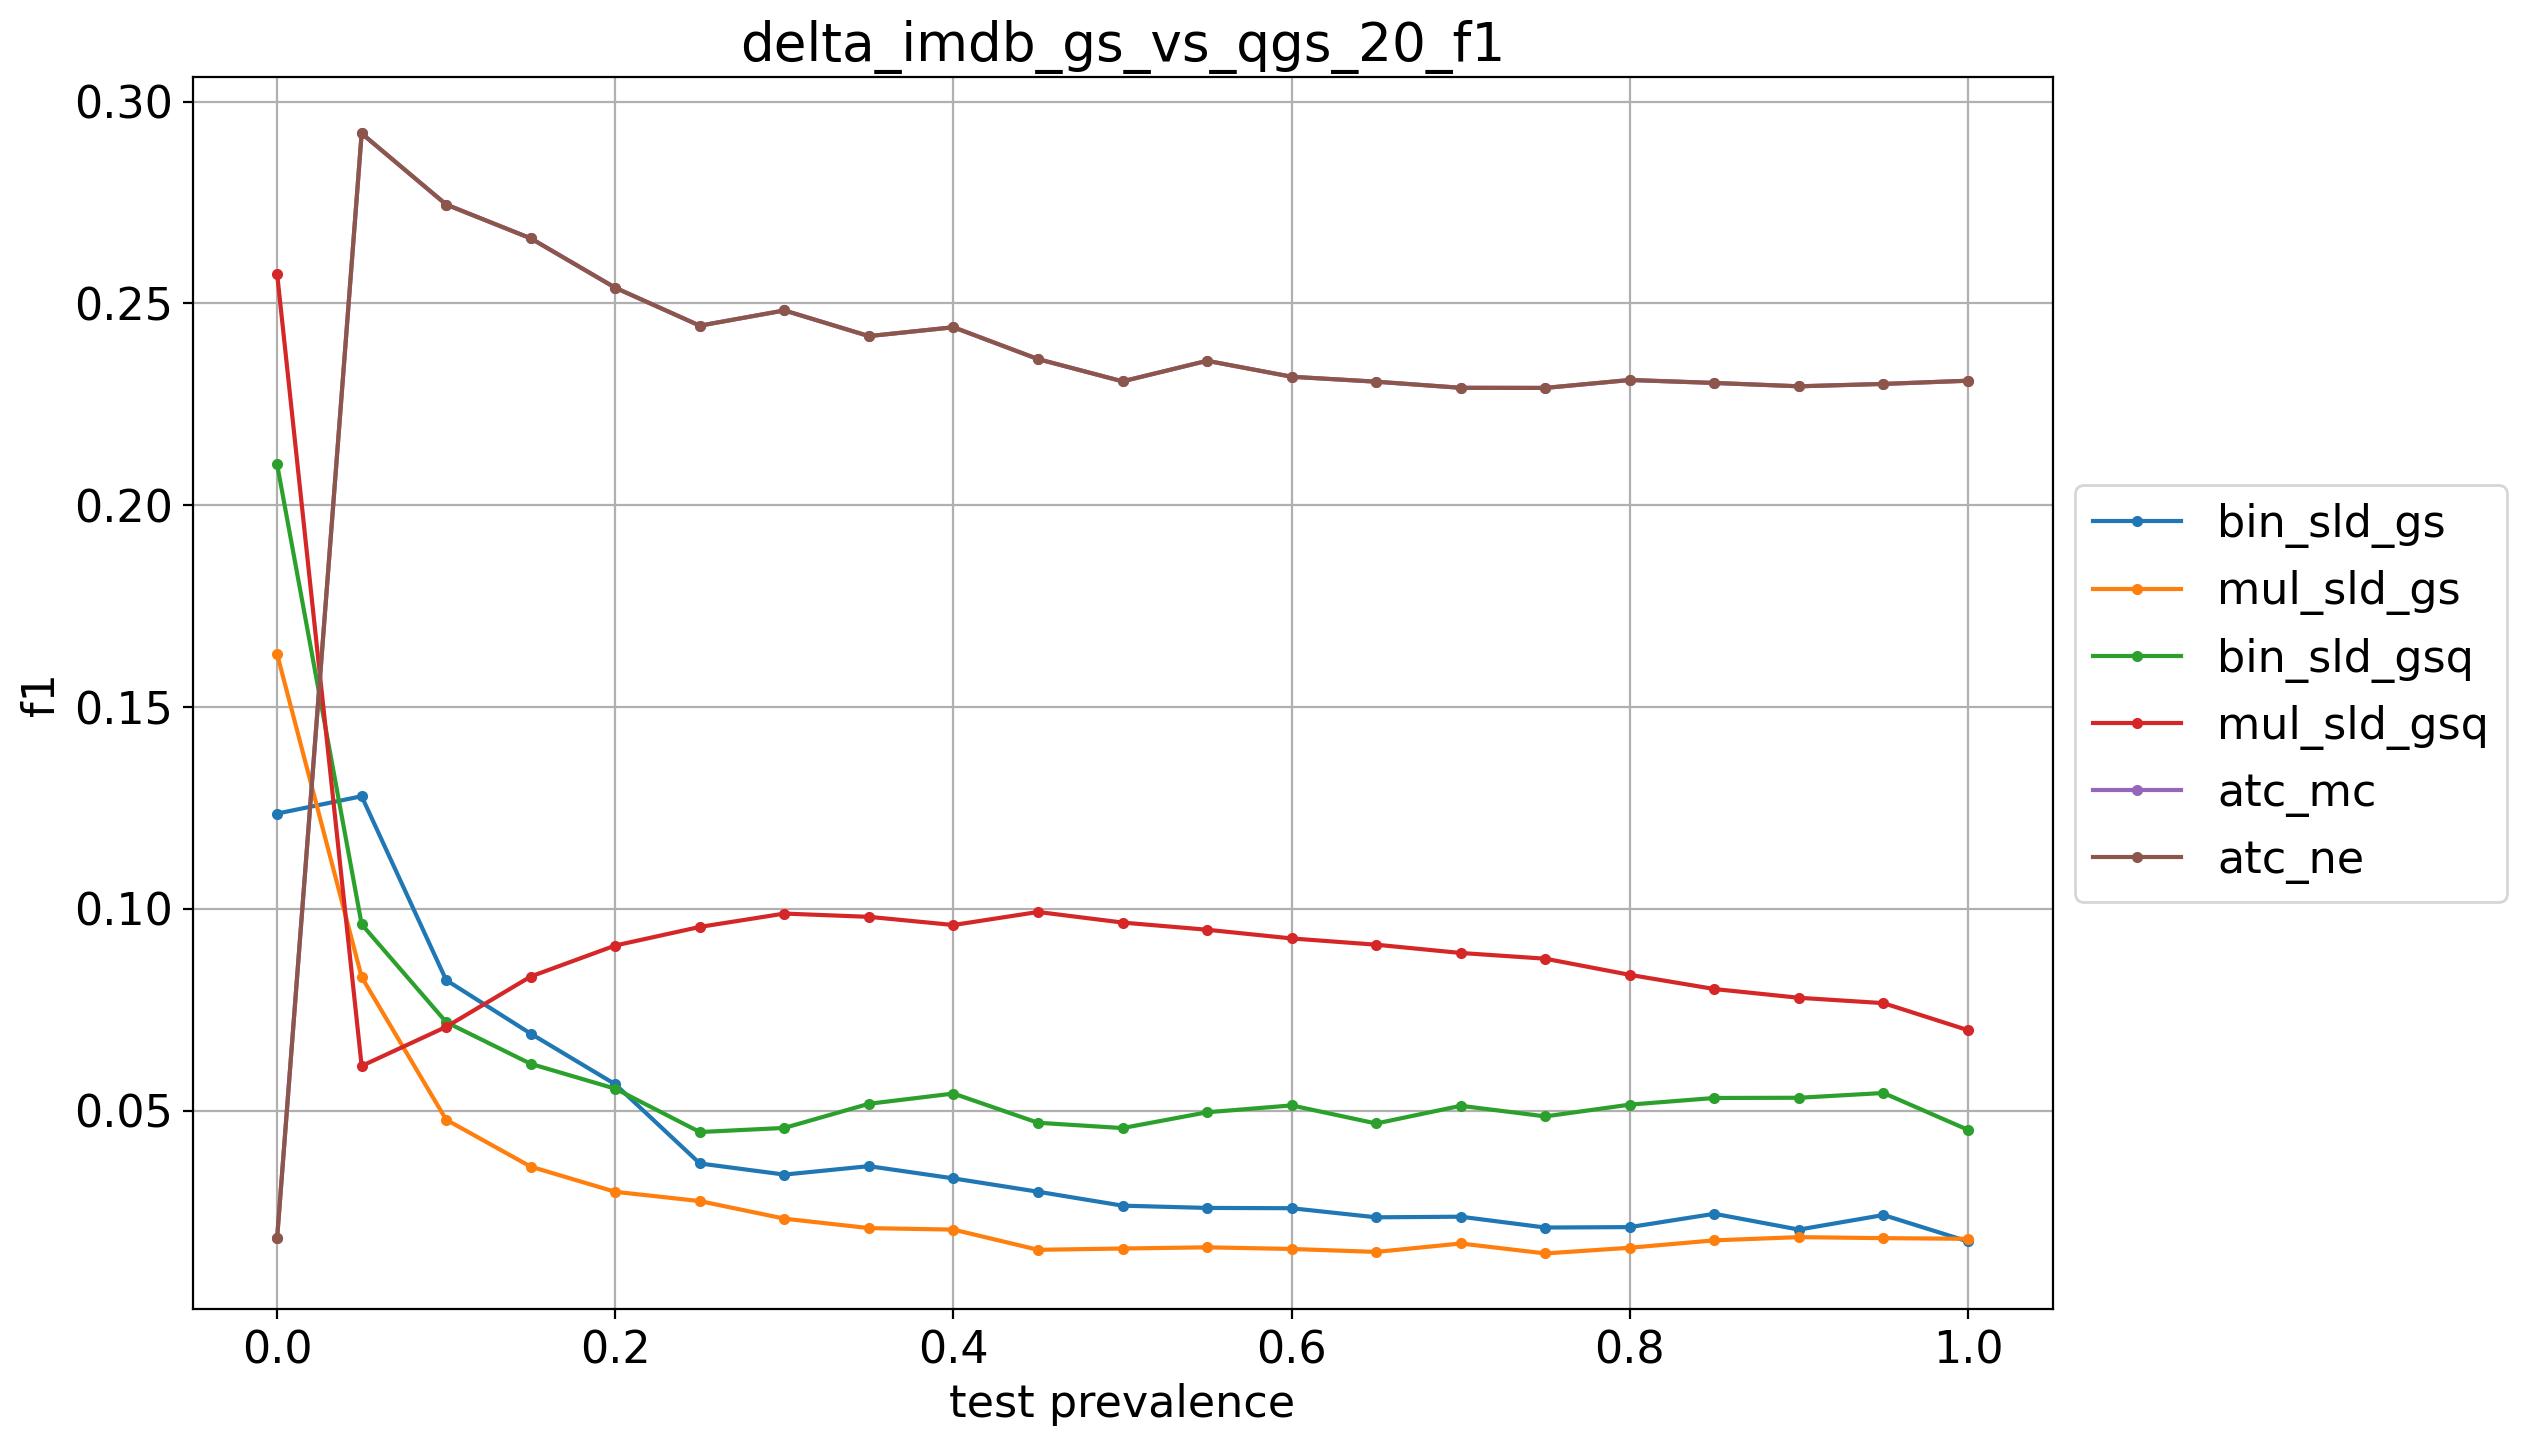 delta_imdb_gs_vs_qgs_20_f1
0.30
0.25
0.20
0.15
0.10
0.05
f1
0.0 0.2 0.4 0.6 0.8 1.0
test prevalence
bin_sld_gs
mul_sld_gs
bin_sld_gsq
mul_sld_gsq
atc_mc
atc_ne